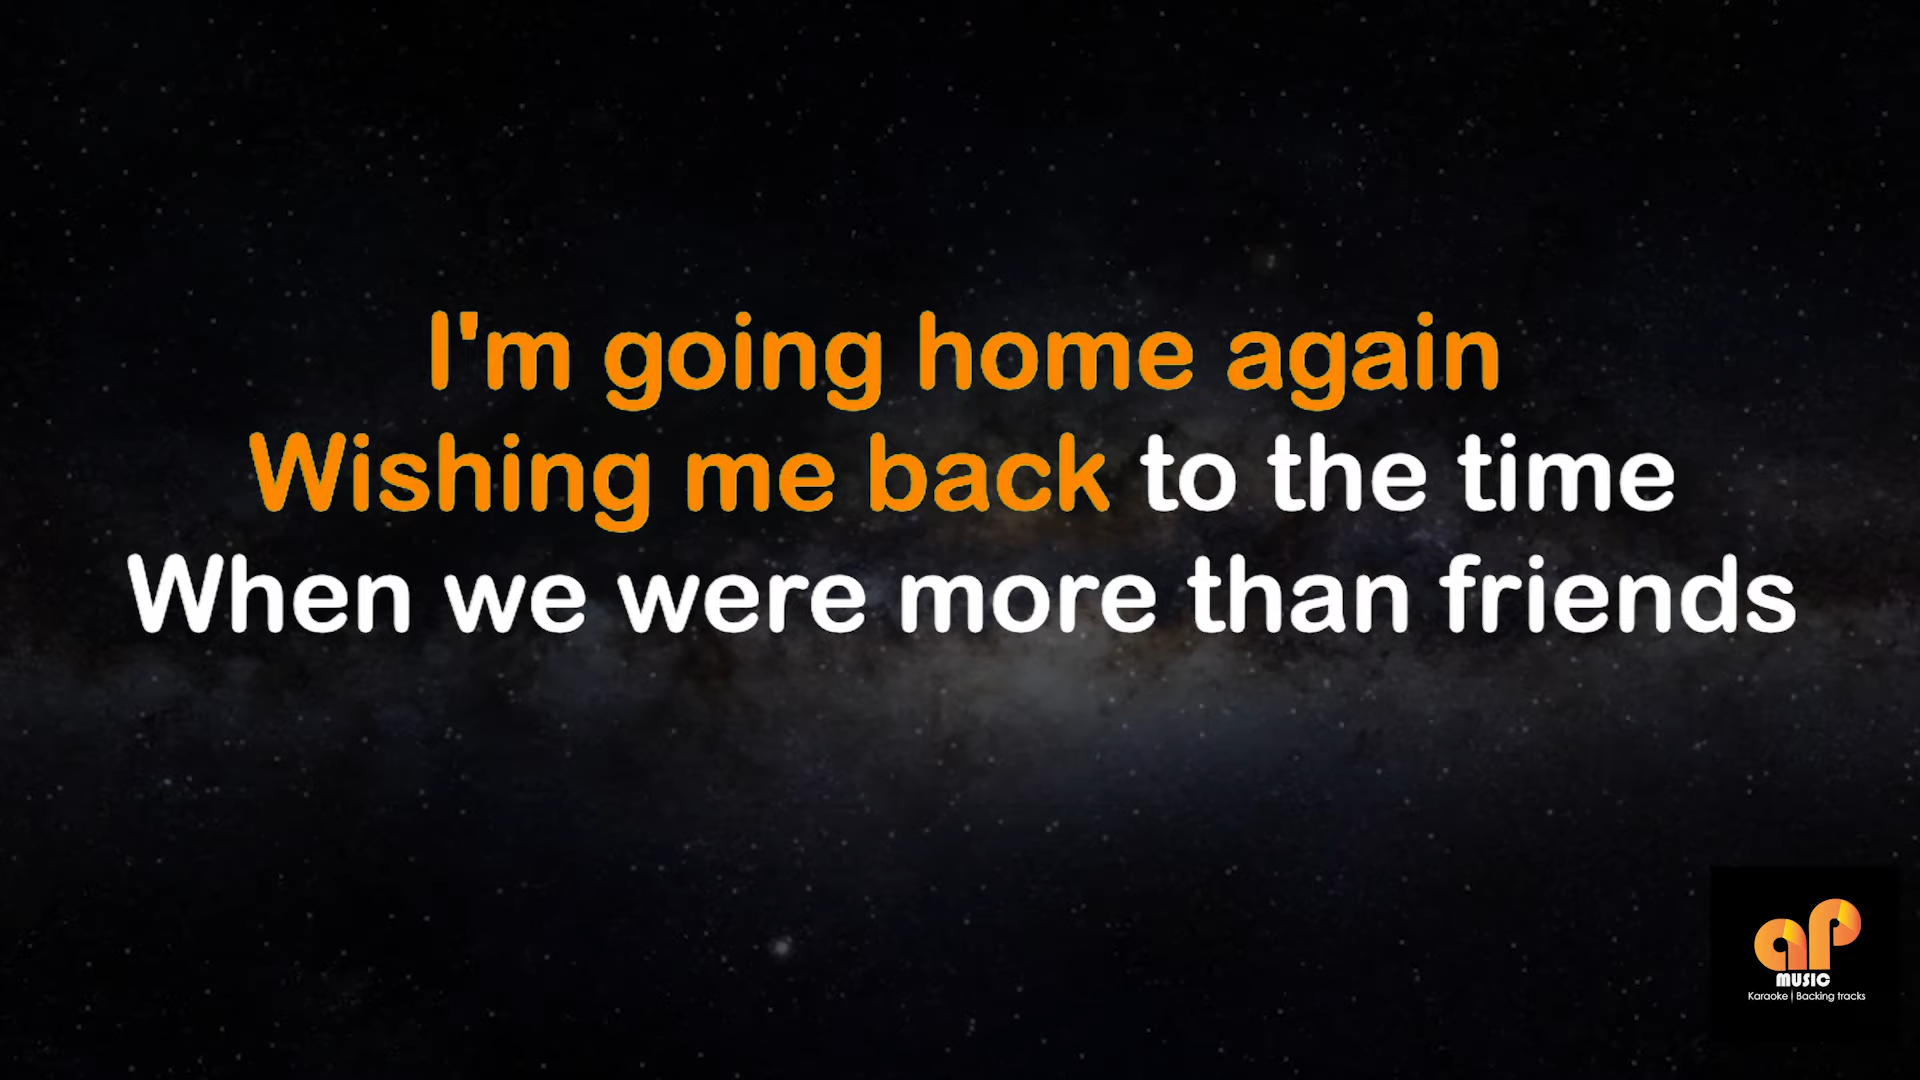 I'm going home again
Wishing me back to the time
When we were more than friends
aP
MUSIC
Karaoke | Backing tracks